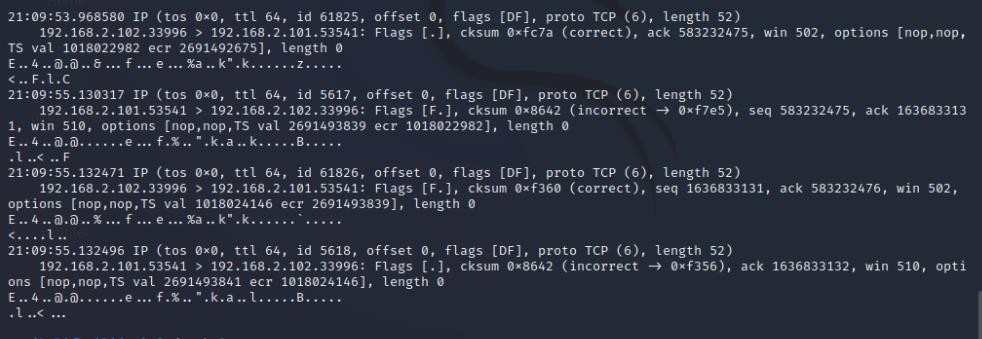 21:09:53.968580 IP (tos 0×0, ttl 64, id 61825, offset 0, flags [DF], proto TCP (6), length 52)
192.168.2.102.33996 > 192.168.2.101.53541: Flags [.], cksum 0×fc7a (correct), ack 583232475, win 502, options [nop,nop,
TS val 1018022982 ecr 2691492675], length 0
E..4..@.@..&...f...e...%a..k".k......z.....
<..F.l.C
21:09:55.130317 IP (tos 0×0, ttl 64, id 5617, offset 0, flags [DF], proto TCP (6), length 52)
192.168.2.101.53541 > 192.168.2.102.33996: Flags [F.], cksum 0×8642 (incorrect → 0×f7e5), seq 583232475, ack 163683313
1, win 510, options [nop,nop,TS val 2691493839 ecr 1018022982], length 0
E..4..@.@......e...f.%..".k.a..k.....B.....
.l..<..F
21:09:55.132471 IP (tos 0×0, ttl 64, id 61826, offset 0, flags [DF], proto TCP (6), length 52)
192.168.2.102.33996 > 192.168.2.101.53541: Flags [F.], cksum 0×f360 (correct), seq 1636833131, ack 583232476, win 502,
options [nop,nop,TS val 1018024146 ecr 2691493839], length 0
E..4..@.@..%...f...e...%a..k".k......`.....
<....l..
21:09:55.132496 IP (tos 0×0, ttl 64, id 5618, offset 0, flags [DF], proto TCP (6), length 52)
192.168.2.101.53541 > 192.168.2.102.33996: Flags [.], cksum 0×8642 (incorrect → 0×f356), ack 1636833132, win 510, opti
ons [nop,nop,TS val 2691493841 ecr 1018024146], length 0
E..4..@.@......e...f.%..".k.a..l.....B.....
.l..<...